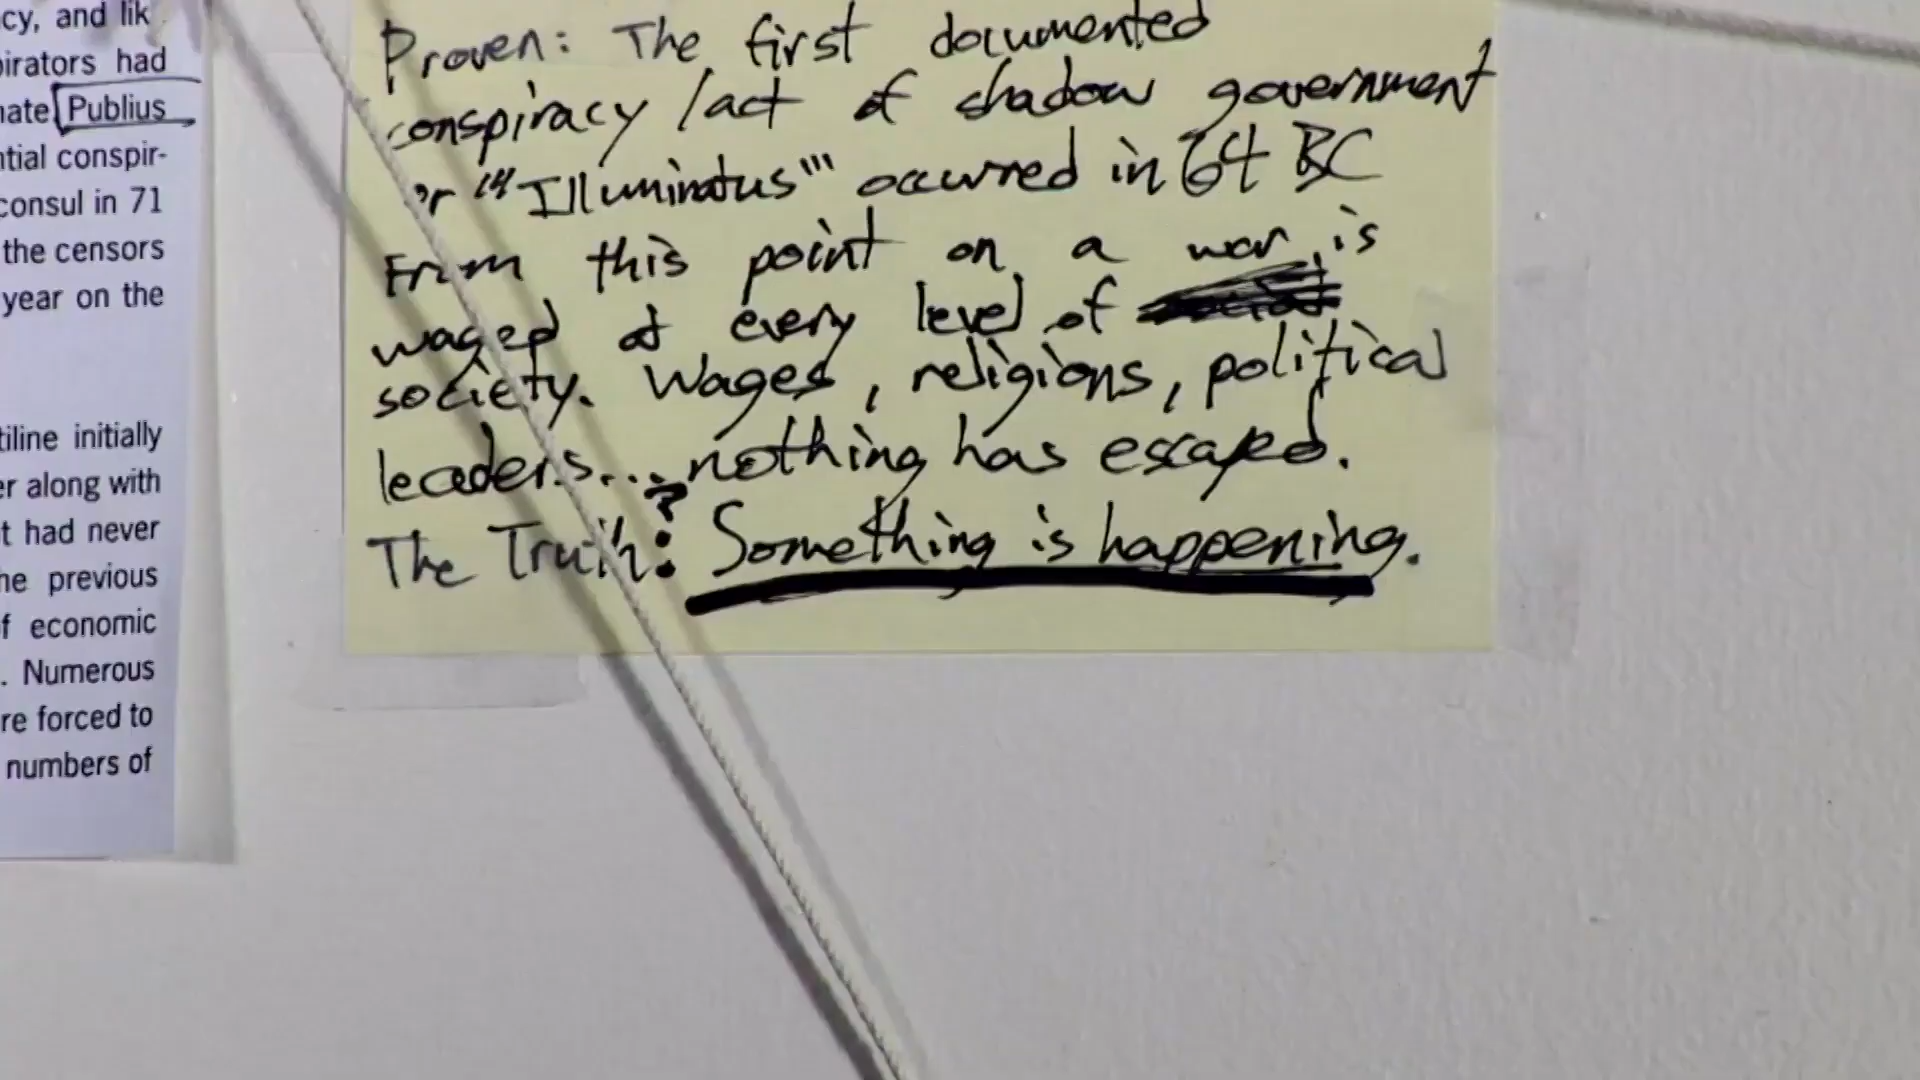 cy, and lik
pirators had
nate Publius
ntial conspir-
consul in 71
the censors
year on the
tiline initially
er along with
t had never
he previous
f economic
. Numerous
re forced to
numbers of
Proven: The first documented
conspiracy/act of shadow government
or "'Illuminatus"' occurred in 64 BC
From this point on, a war is
waged at every level of
society. Wages, religions, political
leaders... nothing has escaped.
The Truth?: Something is happening.